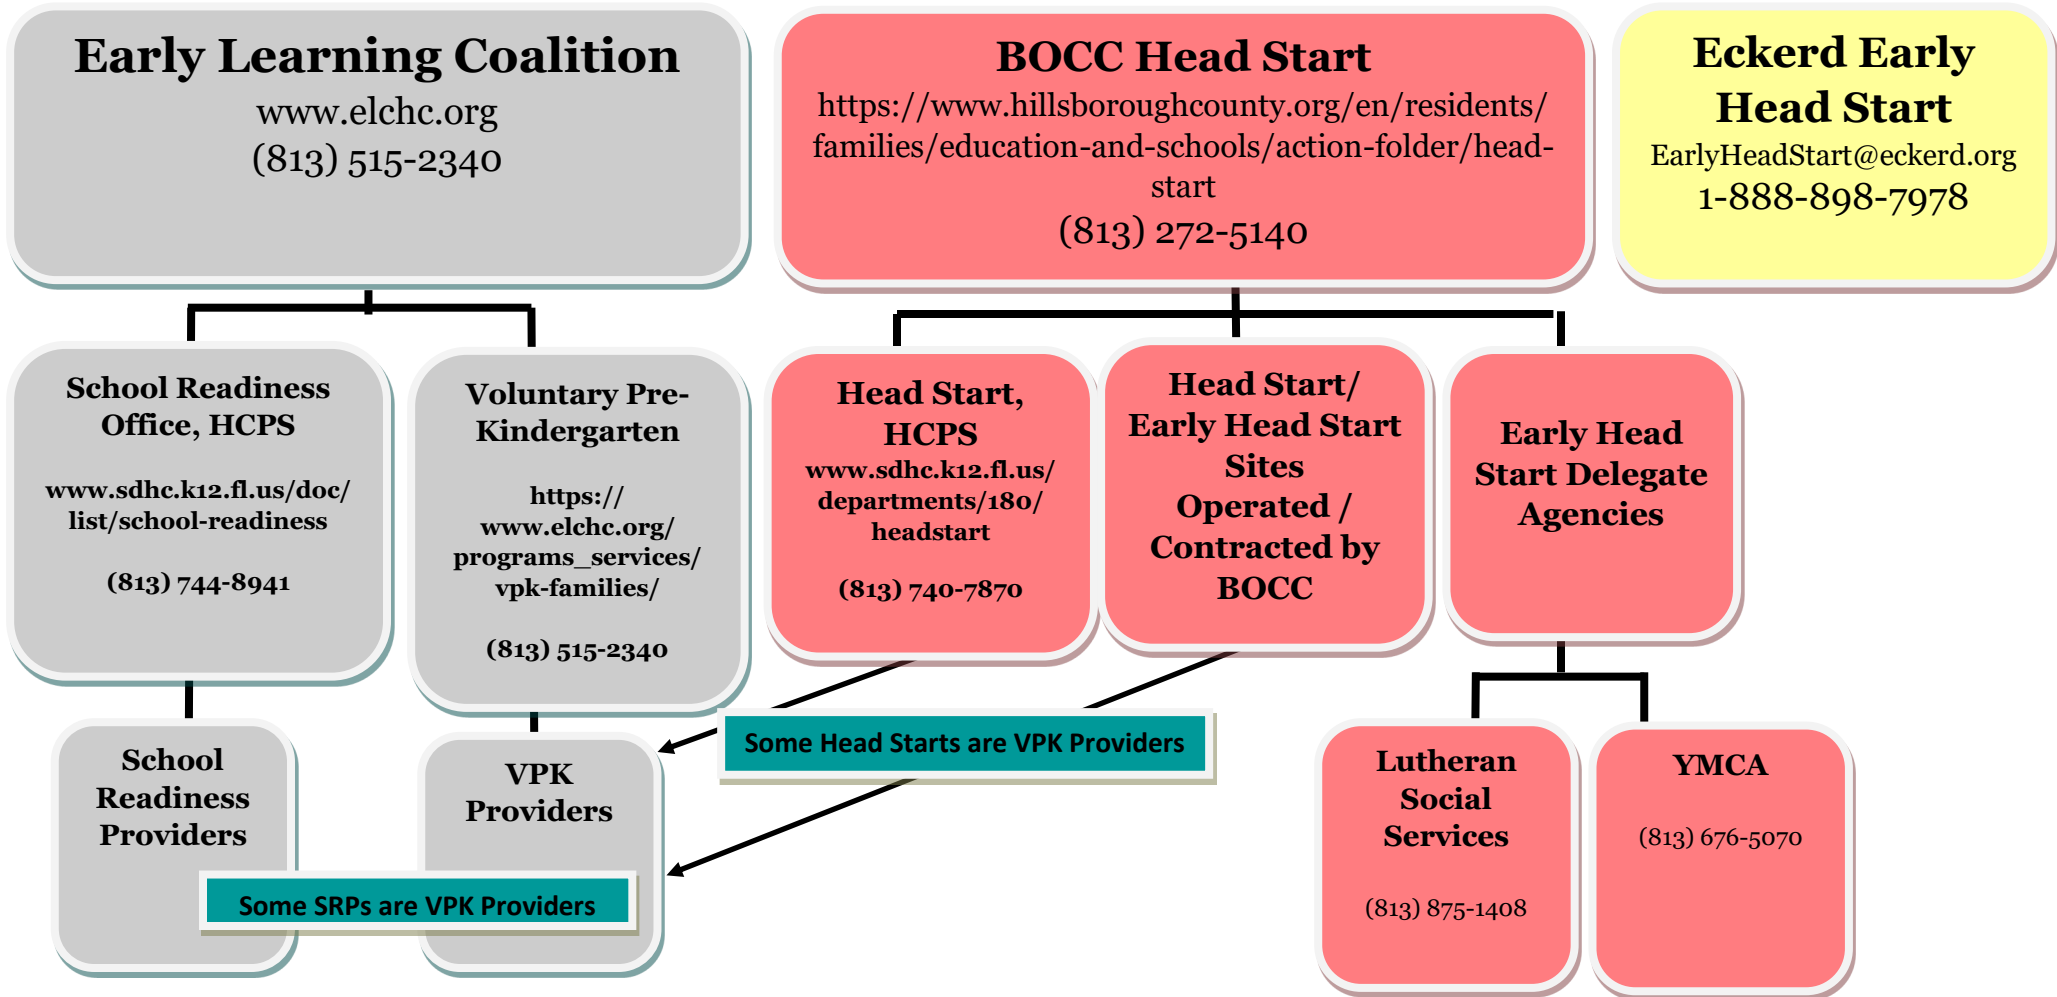 Early Learning Coalition
www.elchc.org
(813) 515-2340
BOCC Head Start
https://www.hillsboroughcounty.org/en/residents/
families/education-and-schools/action-folder/head-
start
(813) 272-5140
Eckerd Early
Head Start
EarlyHeadStart@eckerd.org
1-888-898-7978
School Readiness
Office, HCPS
www.sdhc.k12.fl.us/doc/
list/school-readiness
(813) 744-8941
Voluntary Pre-
Kindergarten
https://
www.elchc.org/
programs_services/
vpk-families/
(813) 515-2340
Head Start,
HCPS
www.sdhc.k12.fl.us/
departments/180/
headstart
(813) 740-7870
Head Start/
Early Head Start
Sites
Operated /
Contracted by
BOCC
Early Head
Start Delegate
Agencies
School
Readiness
Providers
VPK
Providers
Some Head Starts are VPK Providers
Some SRPs are VPK Providers
Lutheran
Social
Services
(813) 875-1408
YMCA
(813) 676-5070